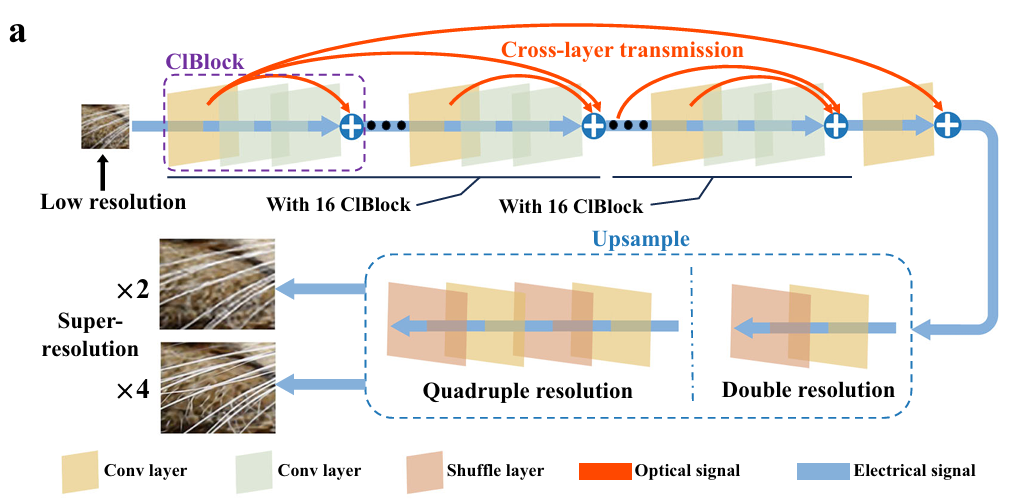 a
ClBlock
Cross-layer transmission
Low resolution
With 16 ClBlock
With 16 ClBlock
Upsample
×2
Super-
resolution
×4
Quadruple resolution
Double resolution
Conv layer
Conv layer
Shuffle layer
Optical signal
Electrical signal